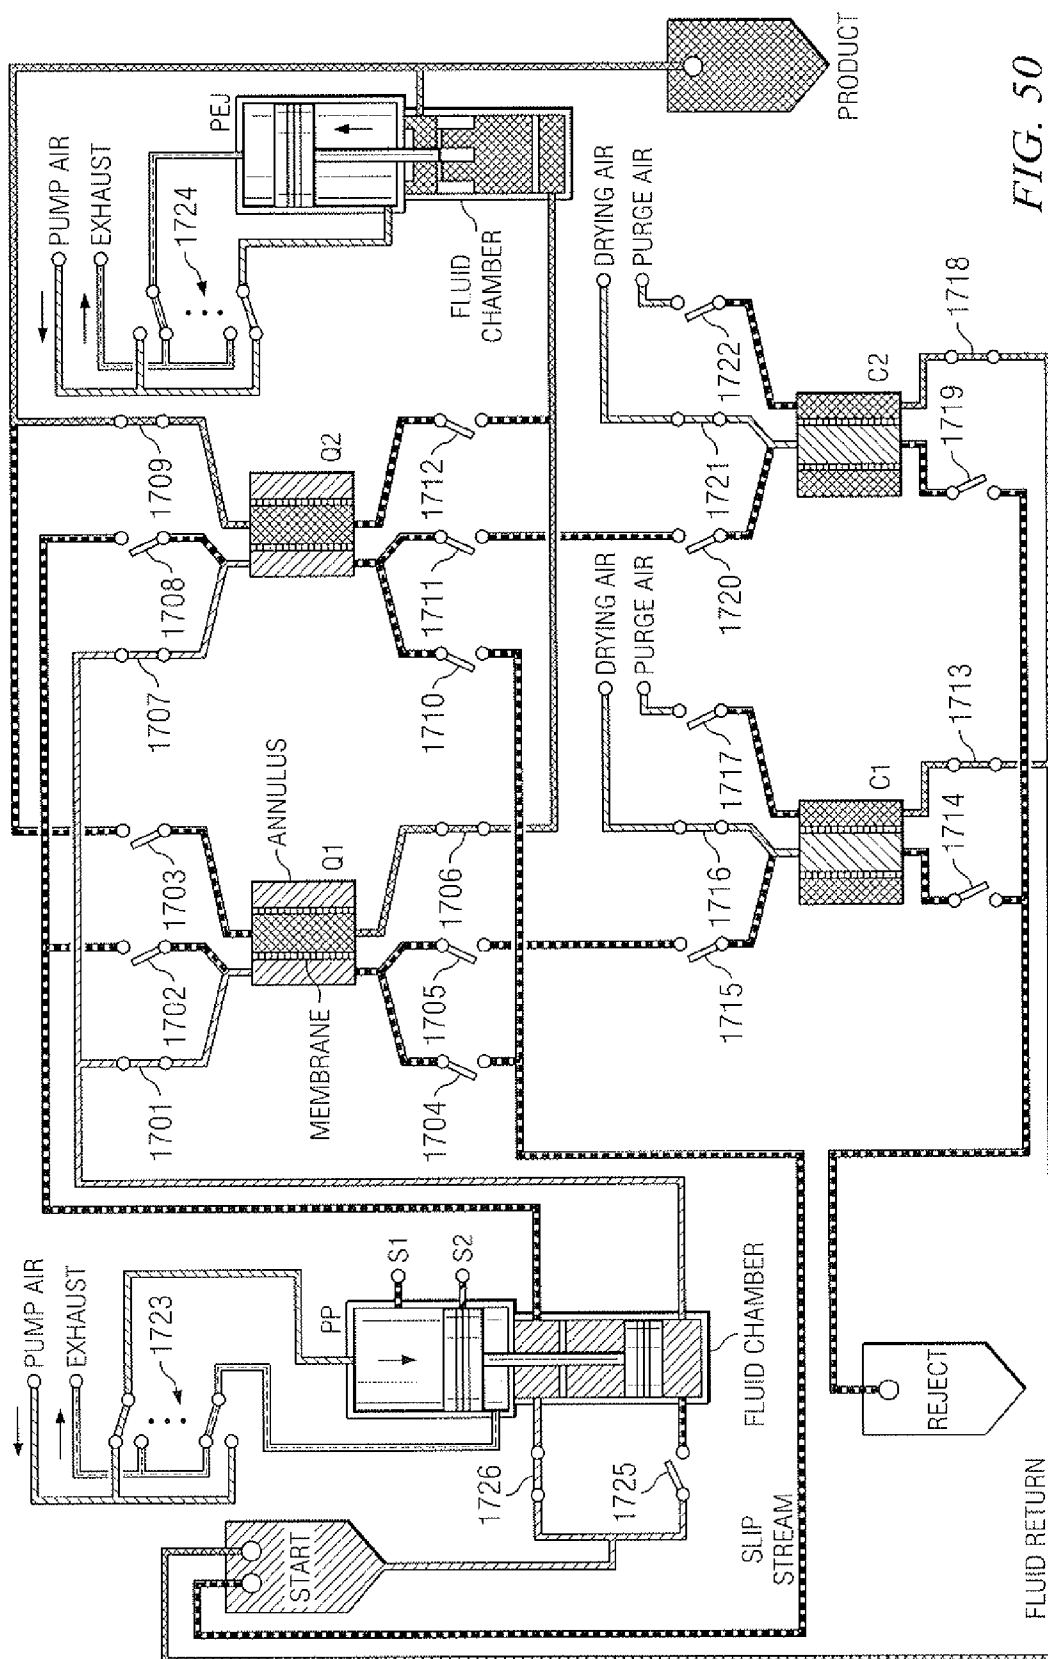 PUMP AIR
EXHAUST
1723
START
PP
S1
S2
1726
1725
FLUID CHAMBER
SLIP
STREAM
REJECT
FLUID RETURN
1701
1702
1703
MEMBRANE
ANNULUS
Q1
1704
1705
1706
1707
1708
1709
Q2
1710
1711
1712
PUMP AIR
EXHAUST
1724
PEJ
FLUID
CHAMBER
PRODUCT
DRYING AIR
PURGE AIR
1715
1716
1717
C1
1714
1713
DRYING AIR
PURGE AIR
1720
1721
1722
C2
1719
1718
FIG. 50